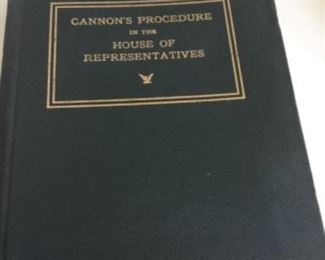 CANNON'S PROCEDURE
IN THE
HOUSE OF
REPRESENTATIVES